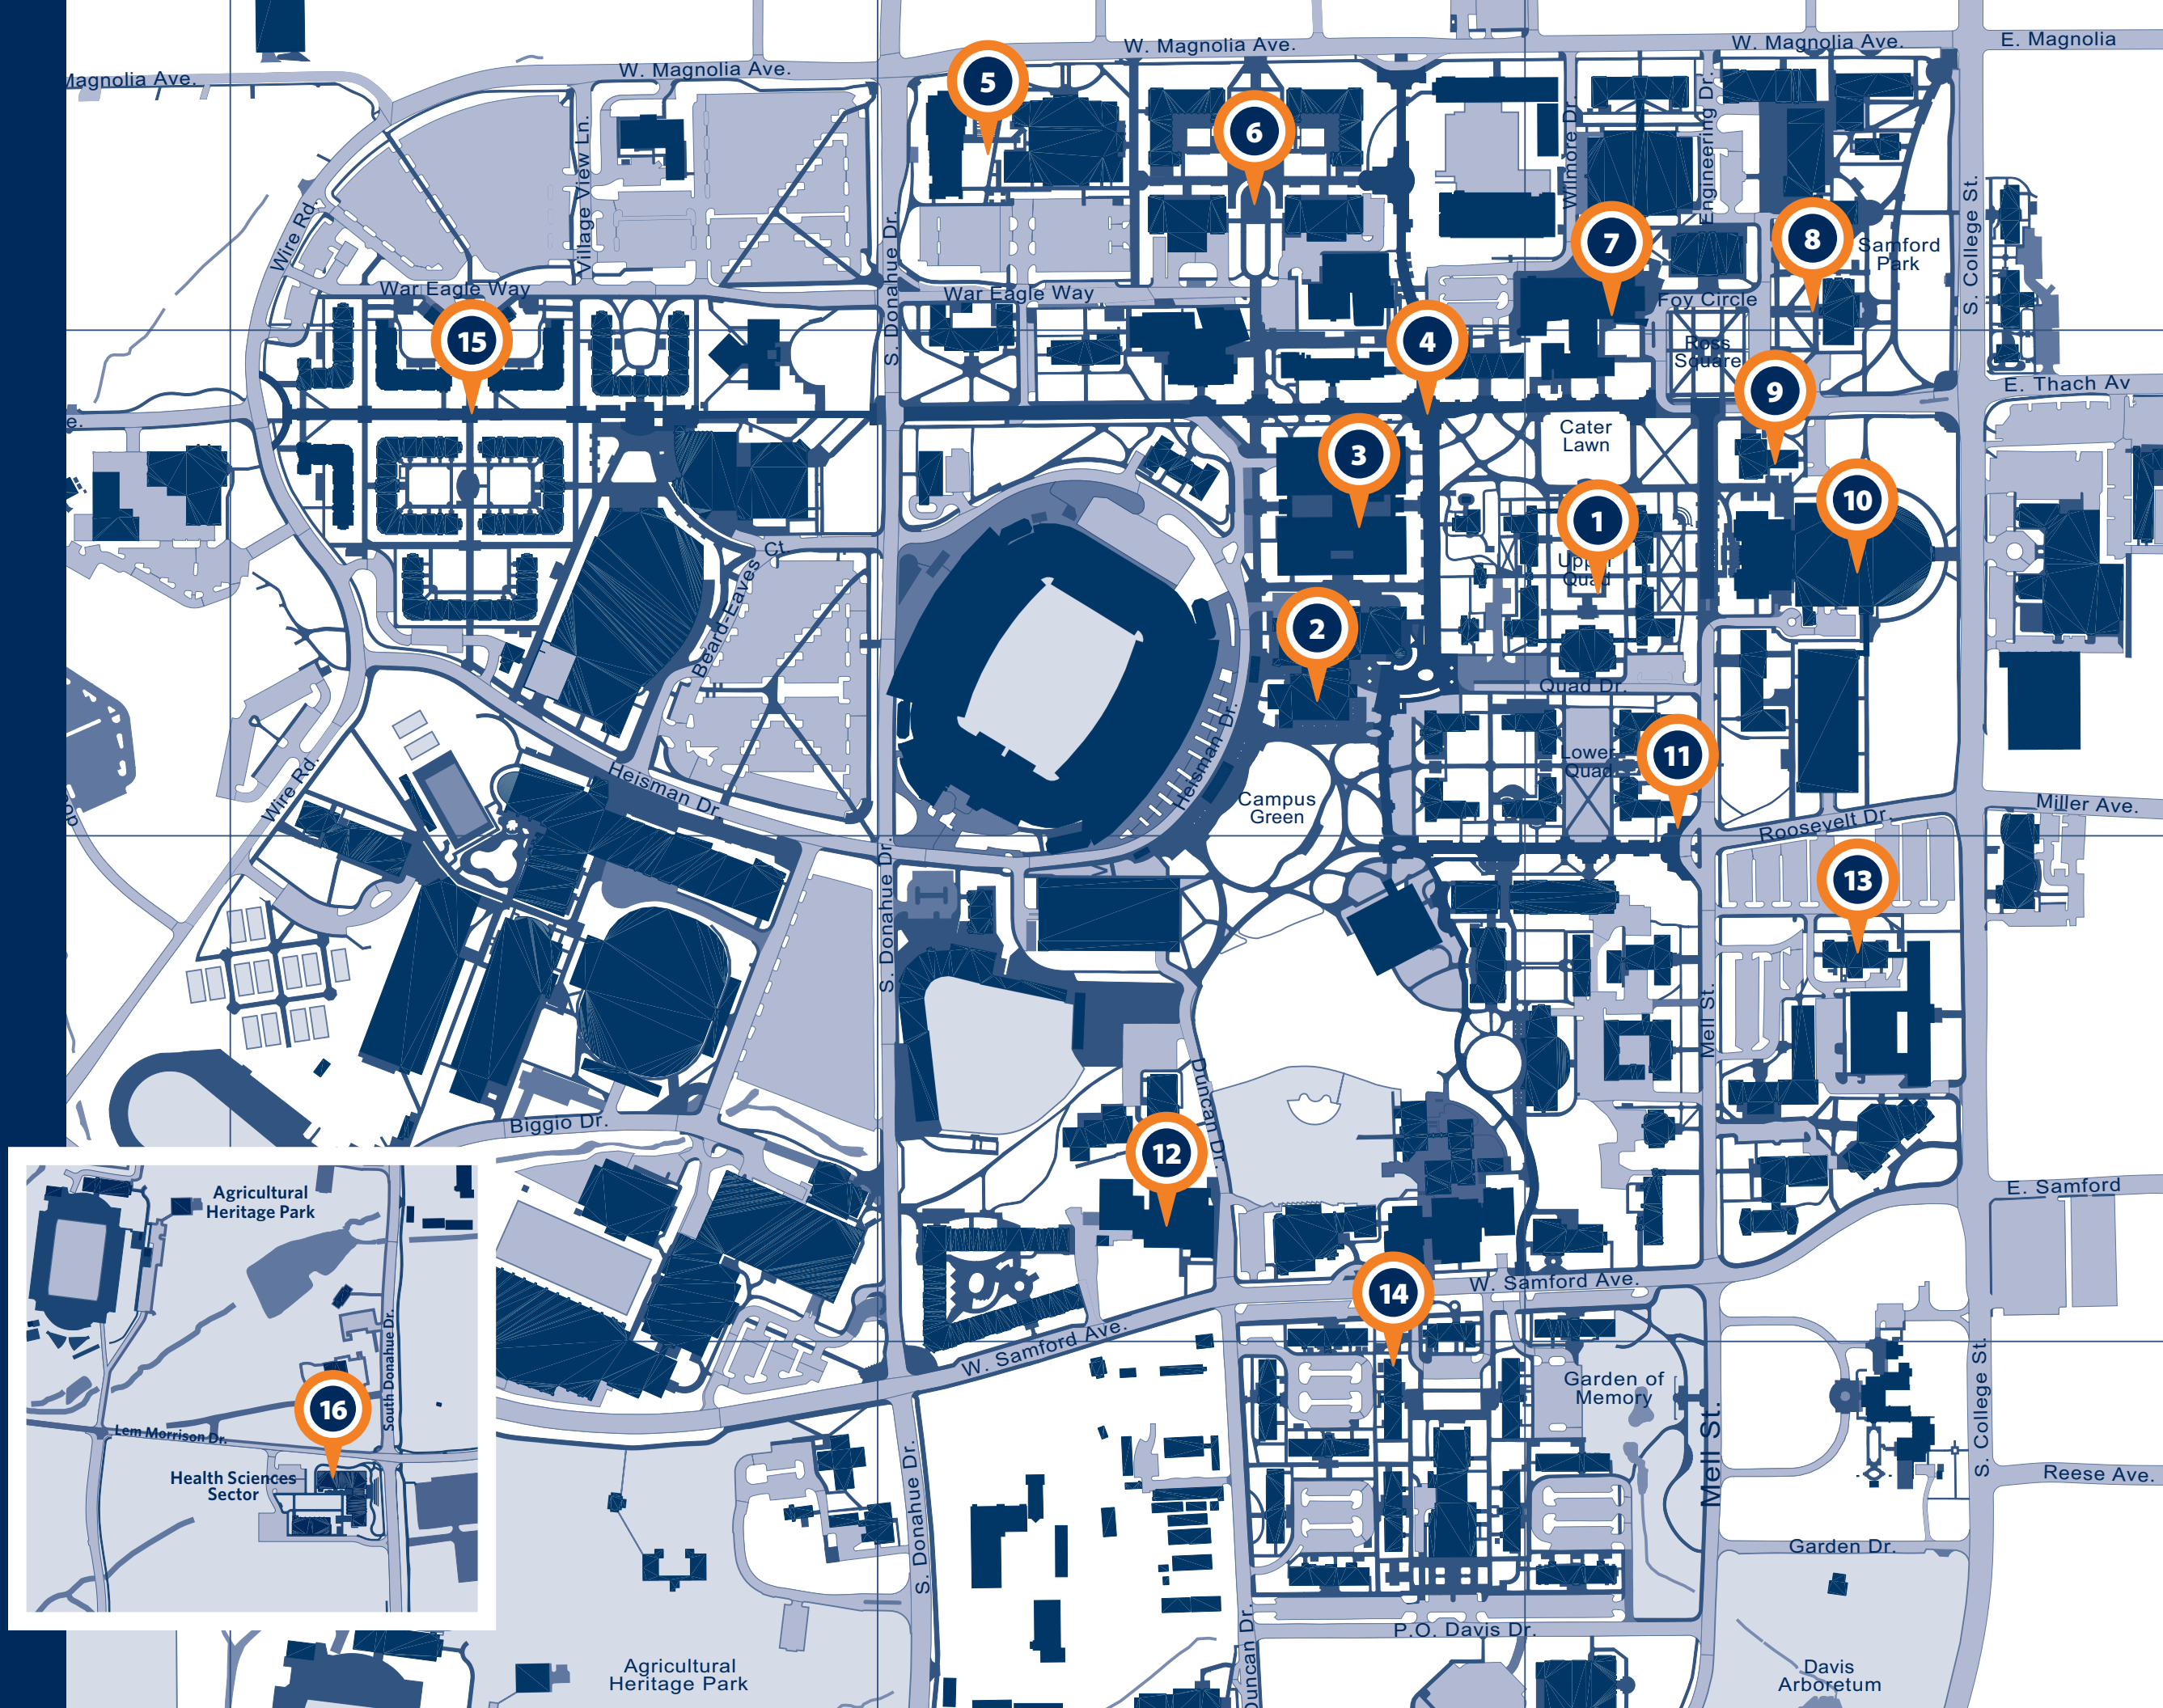 W. Magnolia Ave.
W. Magnolia Ave.
E. Magnolia
Magnolia Ave.
W. Magnolia Ave.
5
6
Wilmore Dr.
Engineering Dr.
Village View Ln.
Wire Rd.
S. Donahue Dr.
S. College St.
7
8
Samford
Park
War Eagle Way
War Eagle Way
Foy Circle
15
4
Ross
Square
9
E. Thach Av
e.
Cater
Lawn
3
10
1
Upper
Quad
Ct.
Beard-Eaves
2
Quad Dr.
Heisman Dr.
Lower
Quad
11
Heisman Dr.
Wire Rd.
Campus
Green
Miller Ave.
Roosevelt Dr.
op
S. Donahue Dr.
13
Mell St.
Duncan Dr.
Biggio Dr.
12
E. Samford
Agricultural
Heritage Park
14
W. Samford Ave.
W. Samford Ave.
South Donahue Dr.
Garden of
Memory
16
Lem Morrison Dr.
Mell St.
S. College St.
Health Sciences
Sector
S. Donahue Dr.
Reese Ave.
Garden Dr.
P.O. Davis Dr.
Duncan Dr.
Agricultural
Heritage Park
Davis
Arboretum